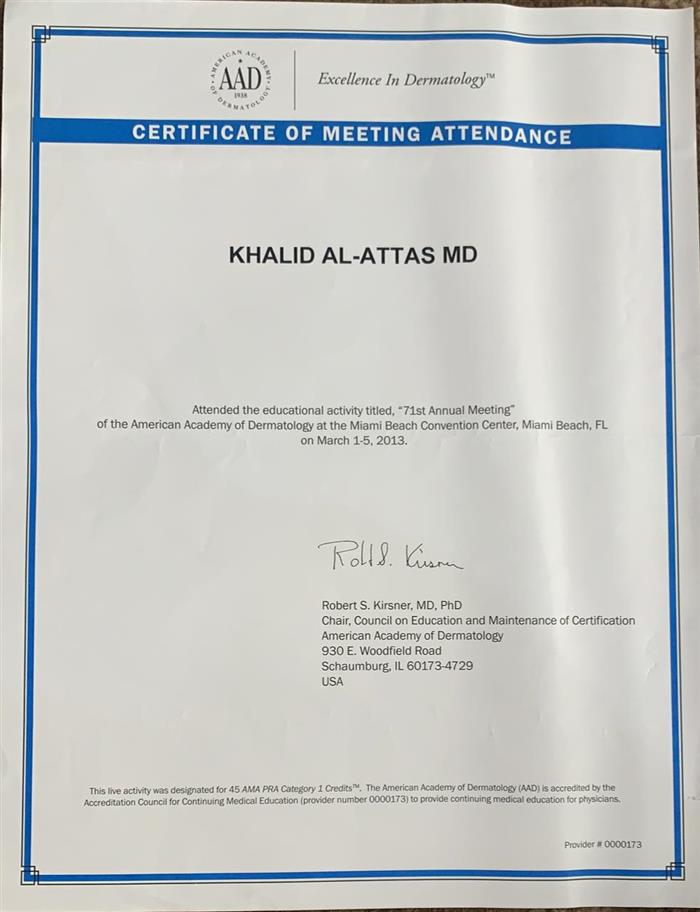 AMERICAN ACADEMY OF DERMATOLOGY
AAD
1938
Excellence In Dermatology™
CERTIFICATE OF MEETING ATTENDANCE
KHALID AL-ATTAS MD
Attended the educational activity titled, “71st Annual Meeting”
of the American Academy of Dermatology at the Miami Beach Convention Center, Miami Beach, FL
on March 1-5, 2013.
Robt S. Kirsner
Robert S. Kirsner, MD, PhD
Chair, Council on Education and Maintenance of Certification
American Academy of Dermatology
930 E. Woodfield Road
Schaumburg, IL 60173-4729
USA
This live activity was designated for 45 AMA PRA Category 1 Credits™. The American Academy of Dermatology (AAD) is accredited by the
Accreditation Council for Continuing Medical Education (provider number 0000173) to provide continuing medical education for physicians.
Provider # 0000173